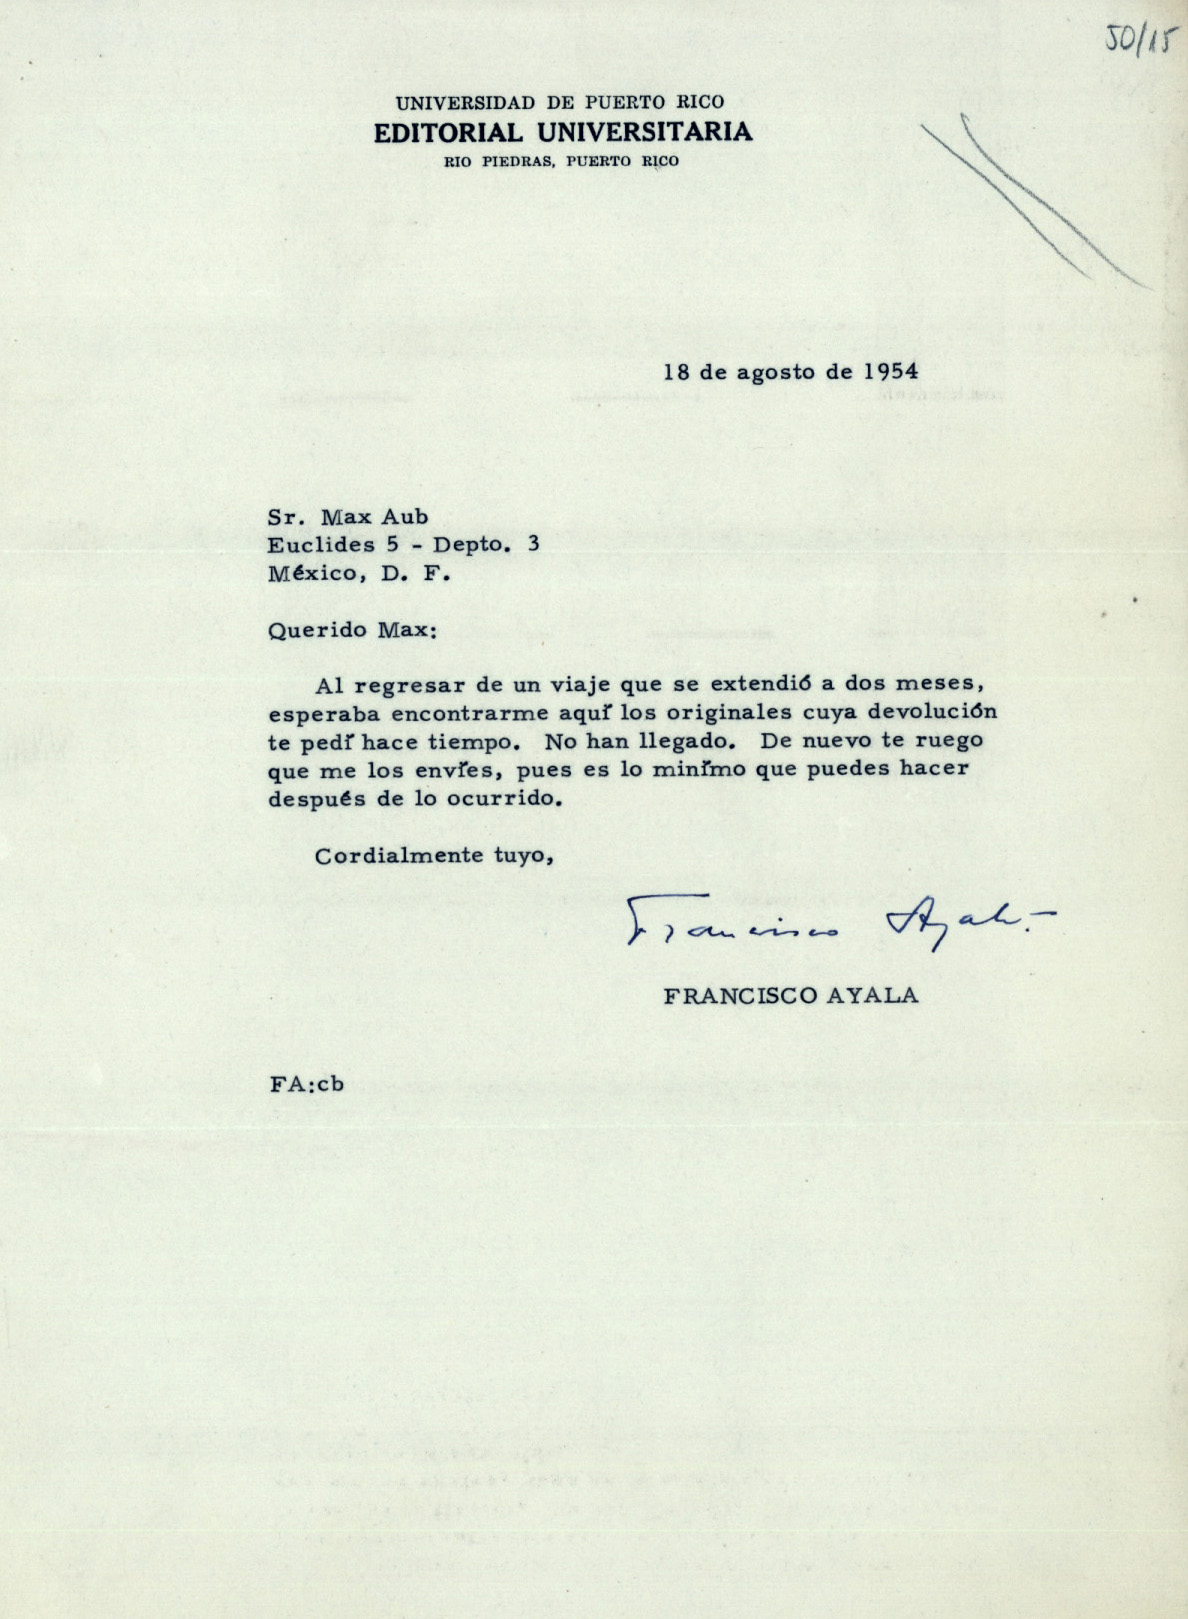 50/15
UNIVERSIDAD DE PUERTO RICO
EDITORIAL UNIVERSITARIA
RIO PIEDRAS, PUERTO RICO
18 de agosto de 1954
Sr. Max Aub
Euclides 5 - Depto. 3
México, D. F.
Querido Max:
Al regresar de un viaje que se extendió a dos meses,
esperaba encontrarme aquí los originales cuya devolución
te pedí hace tiempo. No han llegado. De nuevo te ruego
que me los envíes, pues es lo minímo que puedes hacer
después de lo ocurrido.
Cordialmente tuyo,
Francisco Ayala.
FRANCISCO AYALA
FA:cb